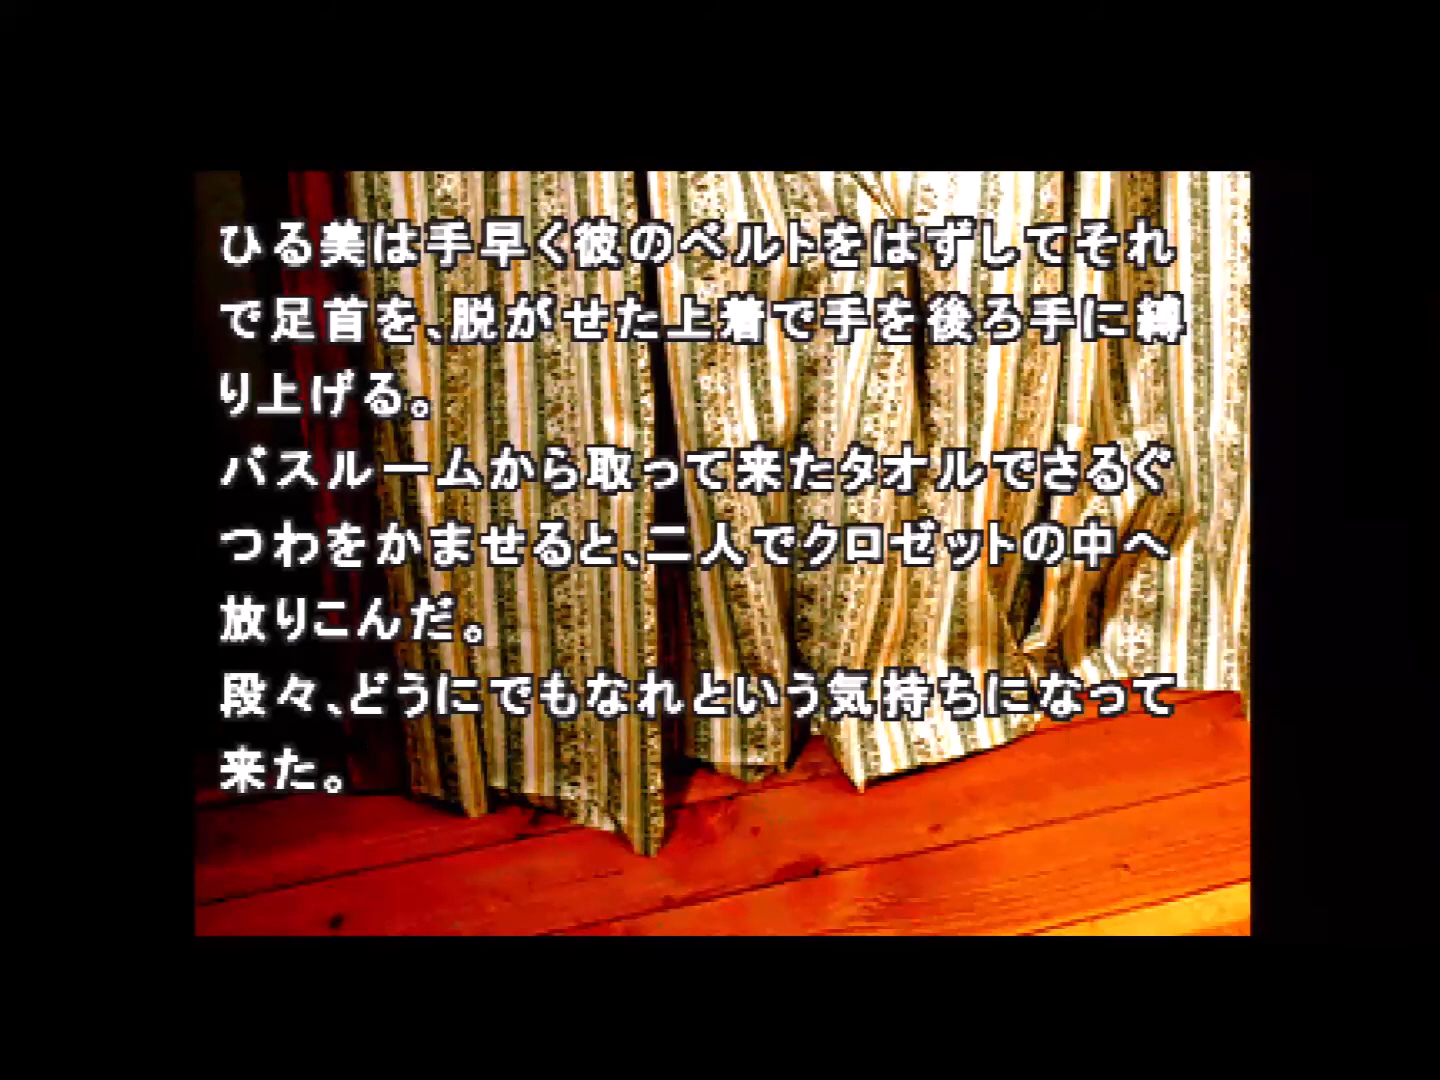 ひる美は手早く彼のベルトをはずしてそれ
で足首を、脱がせた上着で手を後ろ手に縛
り上げる。
バスルームから取って来たタオルでさるぐ
つわをかませると、二人でクロゼットの中へ
放りこんだ。
段々、どうにでもなれという気持ちになって
来た。